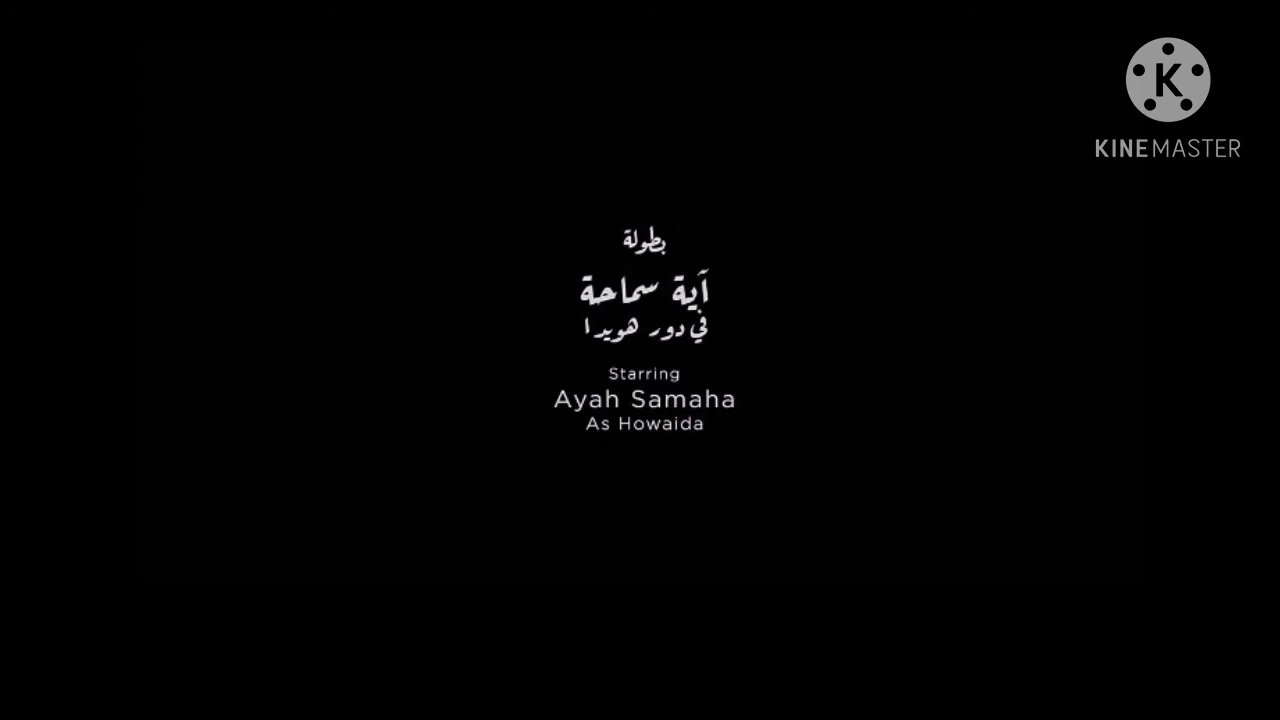 K
KINEMASTER
بطولة
آية سماحة
في دور هويدا
Starring
Ayah Samaha
As Howaida